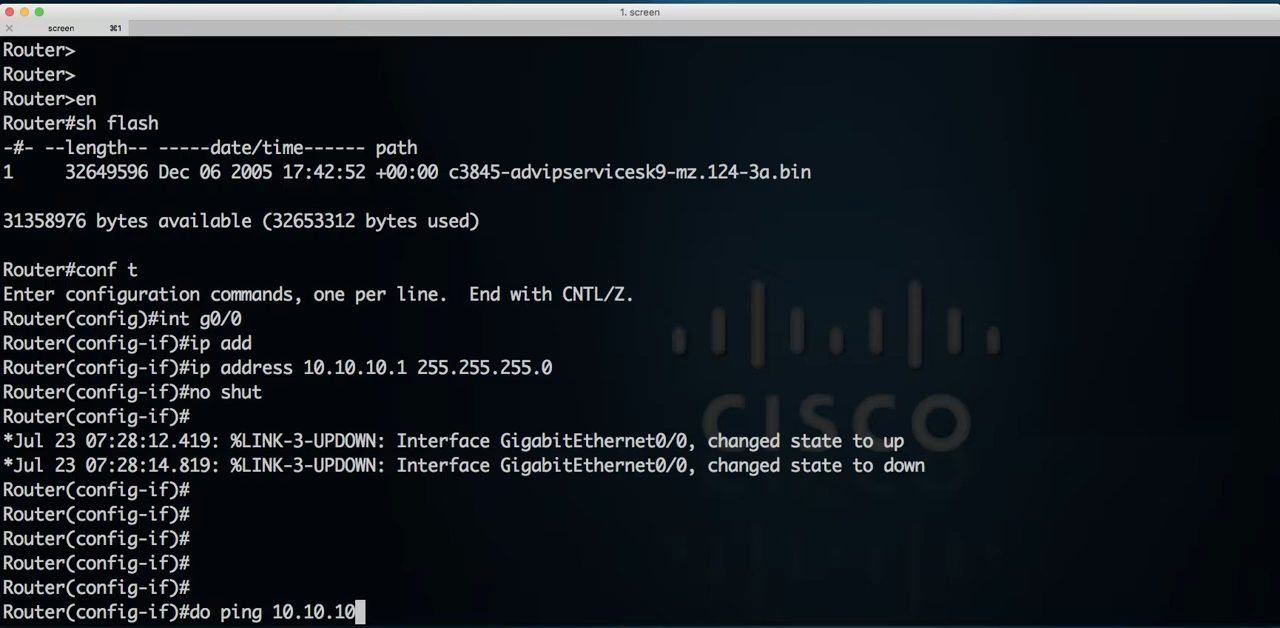 1. screen
screen ⌘1
Router>
Router>
Router>en
Router#sh flash
-#- --length-- -----date/time------ path
1     32649596 Dec 06 2005 17:42:52 +00:00 c3845-advipservicesk9-mz.124-3a.bin
31358976 bytes available (32653312 bytes used)
Router#conf t
Enter configuration commands, one per line.  End with CNTL/Z.
Router(config)#int g0/0
Router(config-if)#ip add
Router(config-if)#ip address 10.10.10.1 255.255.255.0
Router(config-if)#no shut
Router(config-if)#
*Jul 23 07:28:12.419: %LINK-3-UPDOWN: Interface GigabitEthernet0/0, changed state to up
*Jul 23 07:28:14.819: %LINK-3-UPDOWN: Interface GigabitEthernet0/0, changed state to down
Router(config-if)#
Router(config-if)#
Router(config-if)#
Router(config-if)#
Router(config-if)#
Router(config-if)#do ping 10.10.10
CISCO